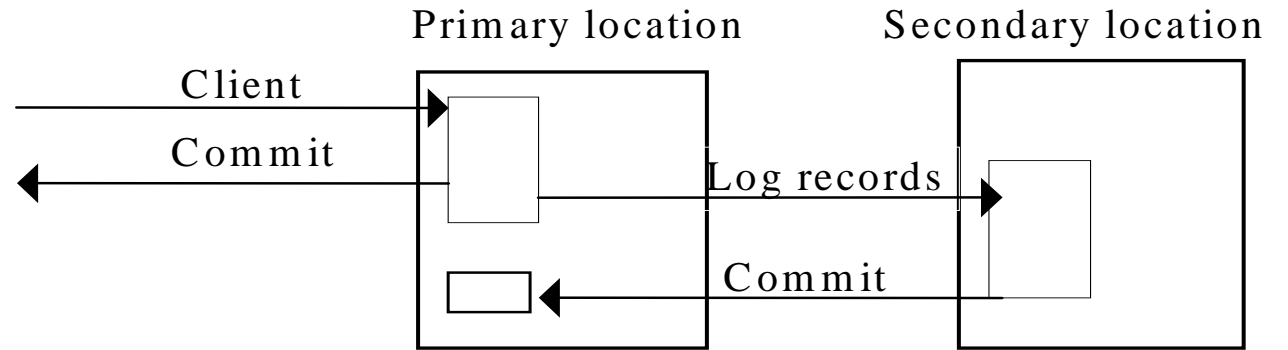 Primary location
Secondary location
Client
Commit
Log records
Commit